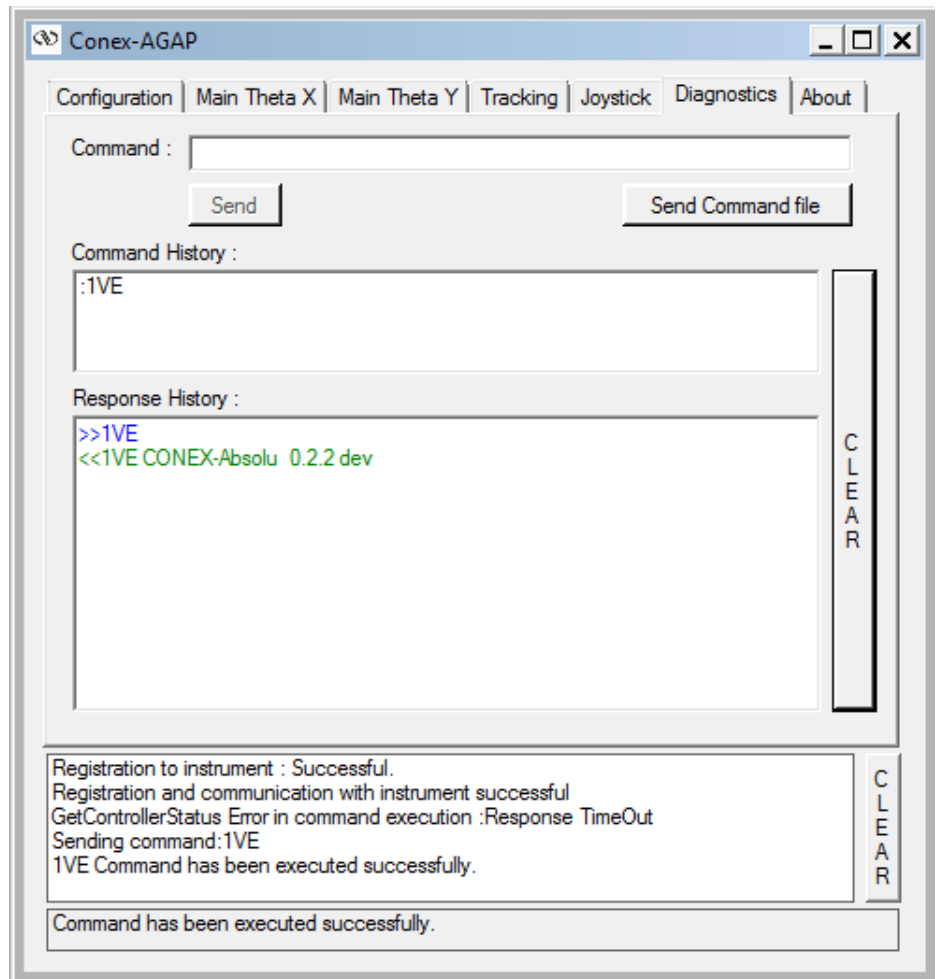 Conex-AGAP
Configuration Main Theta X Main Theta Y Tracking Joystick Diagnostics About
Command :
Send Send Command file
Command History :
:1VE
Response History :
>>1VE
<<1VE CONEX-Absolu 0.2.2 dev
CLEAR
Registration to instrument : Successful.
Registration and communication with instrument successful
GetControllerStatus Error in command execution :Response TimeOut
Sending command:1VE
1VE Command has been executed successfully.
CLEAR
Command has been executed successfully.